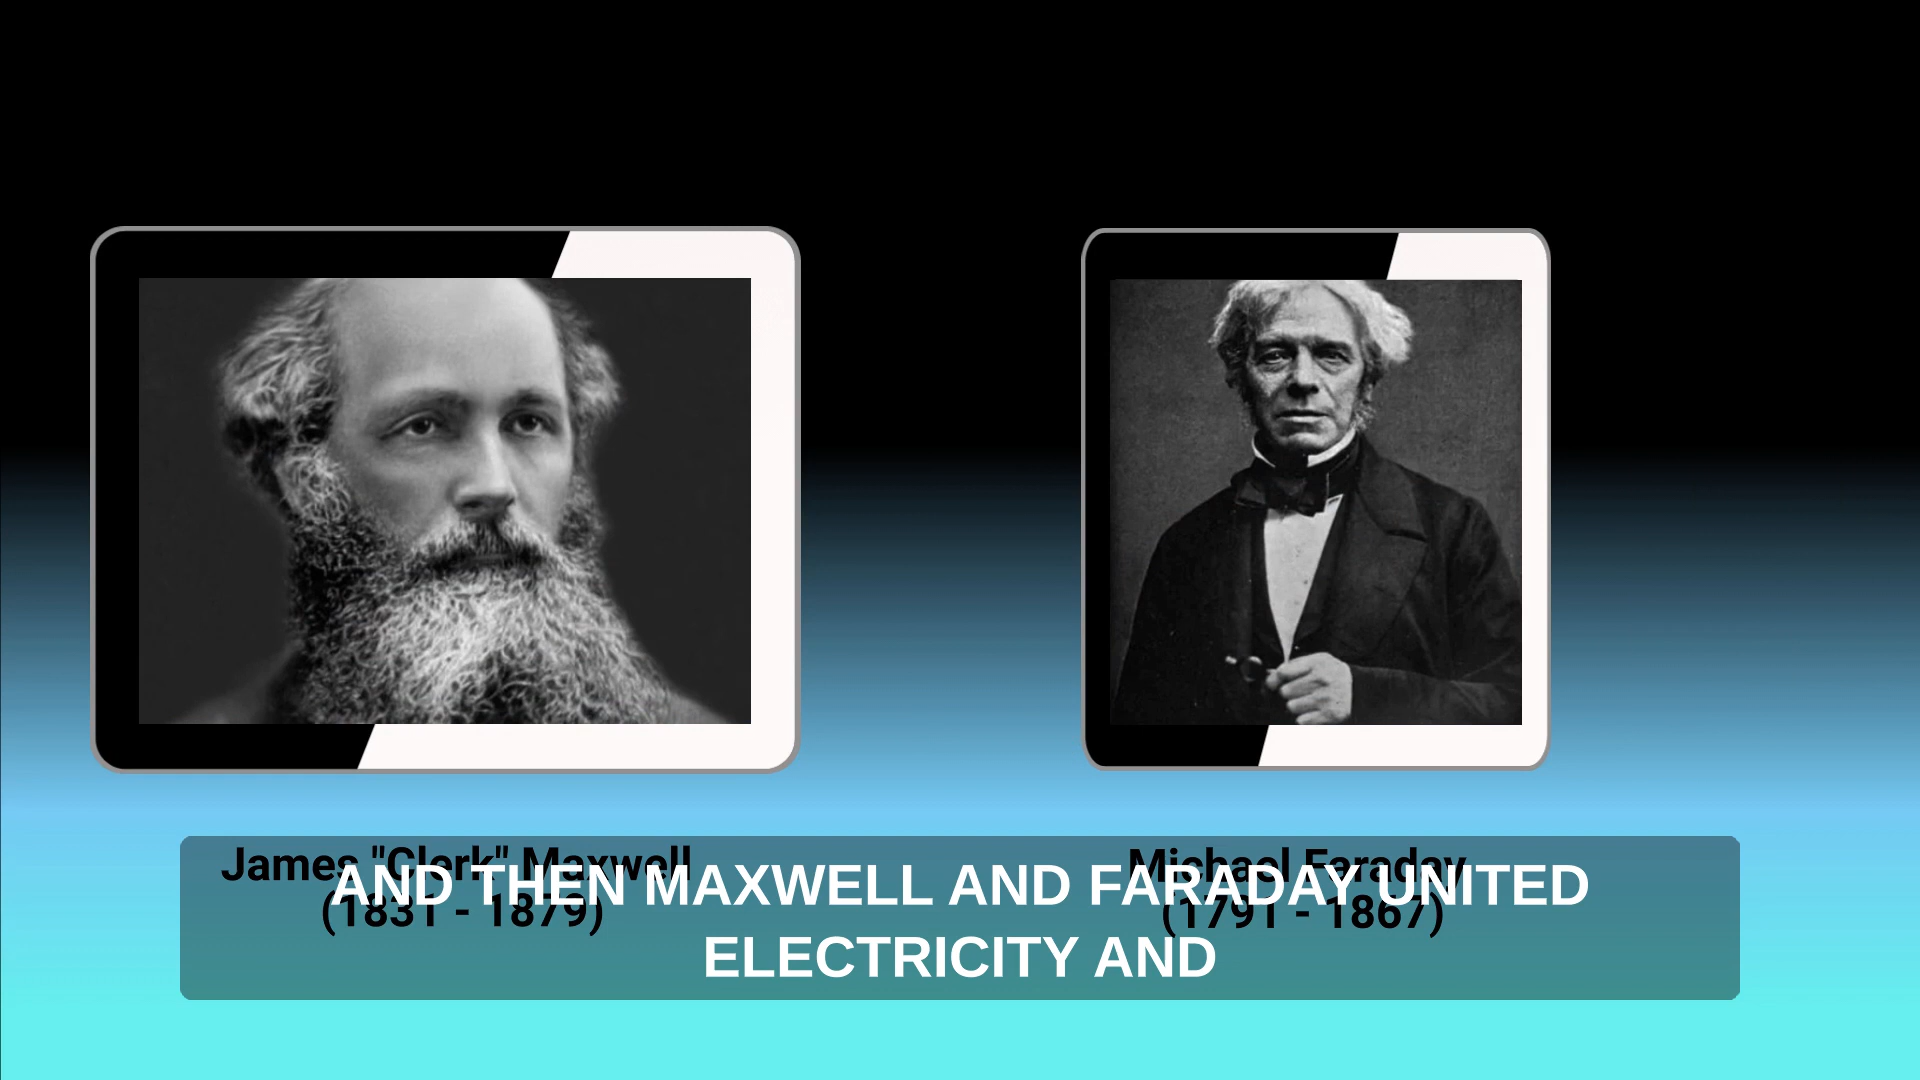 James "Clerk" Maxwell
(1831 - 1879)
Michael Faraday
(1791 - 1867)
AND THEN MAXWELL AND FARADAY UNITED
ELECTRICITY AND